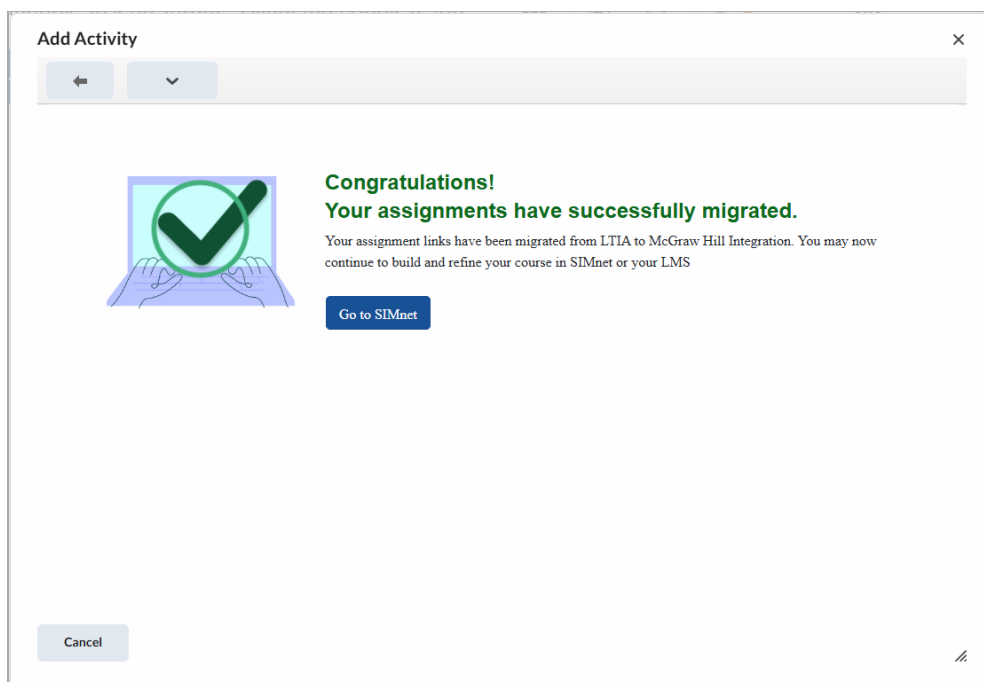 Add Activity
Congratulations!
Your assignments have successfully migrated.
Your assignment links have been migrated from LTIA to McGraw Hill Integration. You may now
continue to build and refine your course in SIMnet or your LMS
Go to SIMnet
Cancel